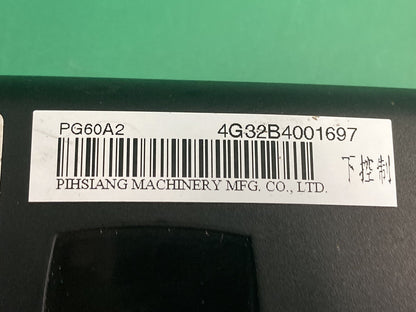 PG60A2 4G32B4001697
PIHSIANG MACHINERY MFG. CO., LTD.
下控制